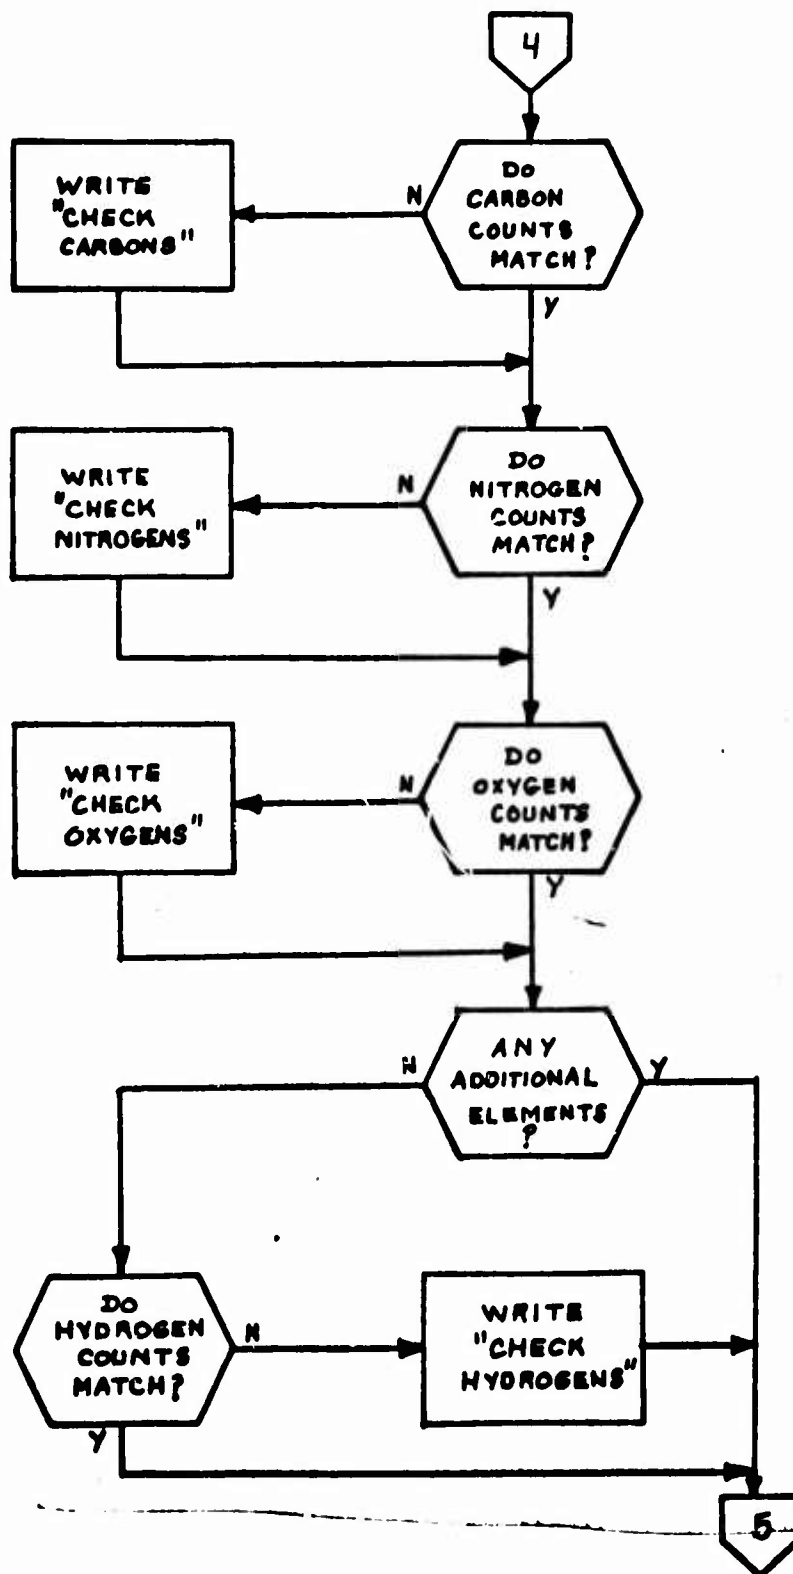 4
DO
CARBON
COUNTS
MATCH?
N
Y
WRITE
"CHECK
CARBONS"
DO
NITROGEN
COUNTS
MATCH?
N
Y
WRITE
"CHECK
NITROGENS"
DO
OXYGEN
COUNTS
MATCH?
N
Y
WRITE
"CHECK
OXYGENS"
ANY
ADDITIONAL
ELEMENTS
?
N
Y
DO
HYDROGEN
COUNTS
MATCH?
N
Y
WRITE
"CHECK
HYDROGENS"
5